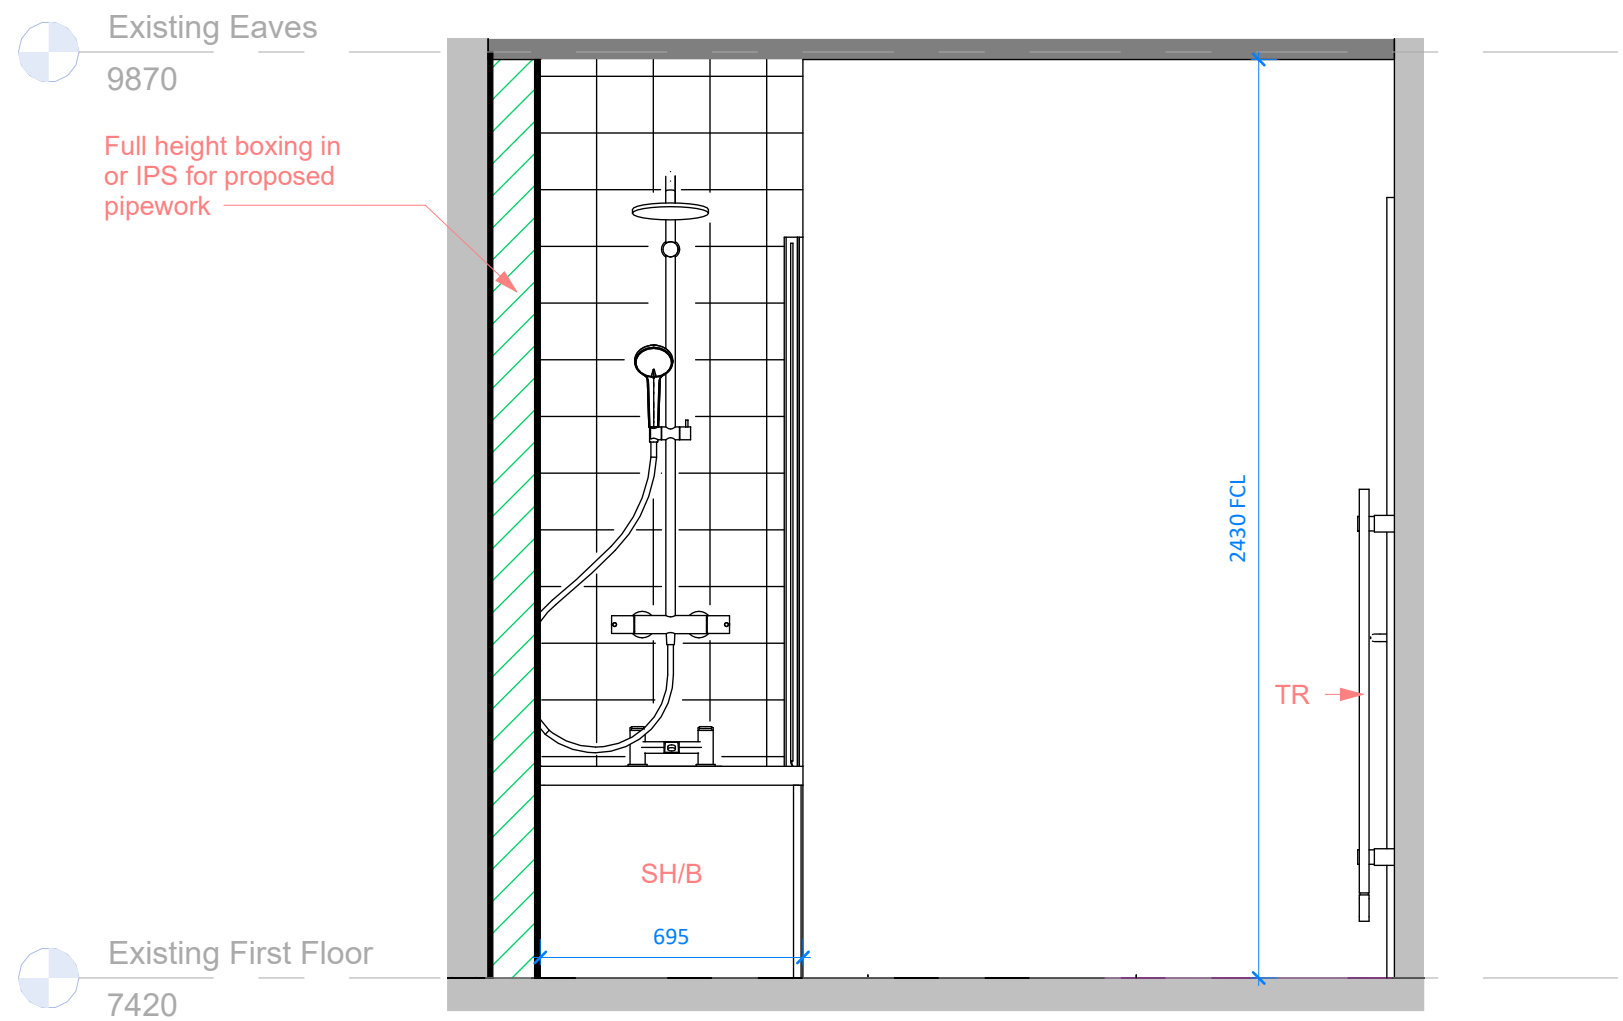 Existing Eaves
9870
Full height boxing in
or IPS for proposed
pipework
2430 FCL
TR
SH/B
695
Existing First Floor
7420